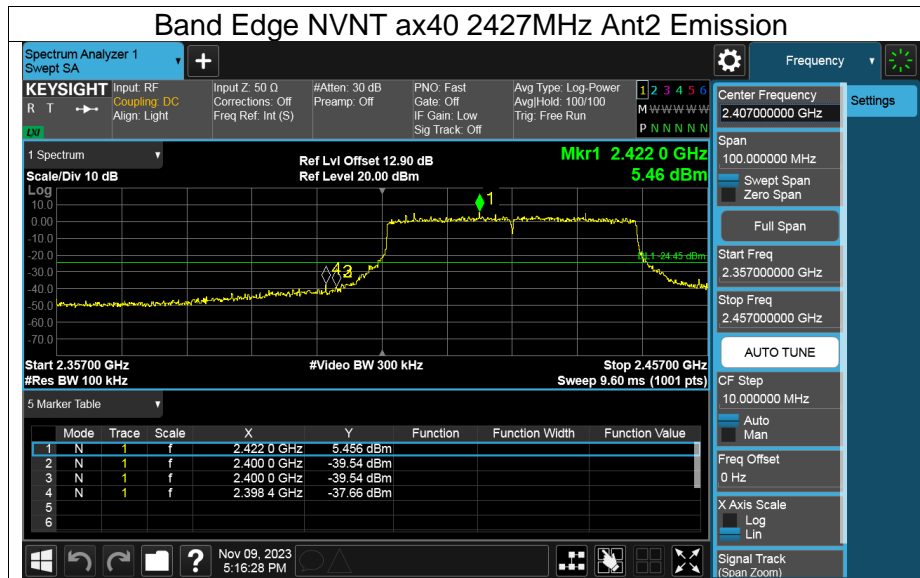 Band Edge NVNT ax40 2427MHz Ant2 Emission
Spectrum Analyzer 1
Swept SA
+
Frequency
KEYSIGHT
R T
LXI
Input: RF
Coupling: DC
Align: Light
Input Z: 50 Ω
Corrections: Off
Freq Ref: Int (S)
#Atten: 30 dB
Preamp: Off
PNO: Fast
Gate: Off
IF Gain: Low
Sig Track: Off
Avg Type: Log-Power
Avg|Hold: 100/100
Trig: Free Run
1 2 3 4 5 6
M W W W W W
P N N N N N
1 Spectrum
Scale/Div 10 dB
Ref Lvl Offset 12.90 dB
Ref Level 20.00 dBm
Mkr1 2.422 0 GHz
5.46 dBm
Log
10.0
0.00
-10.0
-20.0
-30.0
-40.0
-50.0
-60.0
-70.0
1
DL1 -24.45 dBm
4
Start 2.35700 GHz
#Res BW 100 kHz
#Video BW 300 kHz
Stop 2.45700 GHz
Sweep 9.60 ms (1001 pts)
5 Marker Table
Mode Trace Scale X Y Function Function Width Function Value
1 N 1 f 2.422 0 GHz 5.456 dBm
2 N 1 f 2.400 0 GHz -39.54 dBm
3 N 1 f 2.400 0 GHz -39.54 dBm
4 N 1 f 2.398 4 GHz -37.66 dBm
5
6
?
Nov 09, 2023
5:16:28 PM
Center Frequency
2.407000000 GHz
Settings
Span
100.000000 MHz
Swept Span
Zero Span
Full Span
Start Freq
2.357000000 GHz
Stop Freq
2.457000000 GHz
AUTO TUNE
CF Step
10.000000 MHz
Auto
Man
Freq Offset
0 Hz
X Axis Scale
Log
Lin
Signal Track
(Span Zoom)